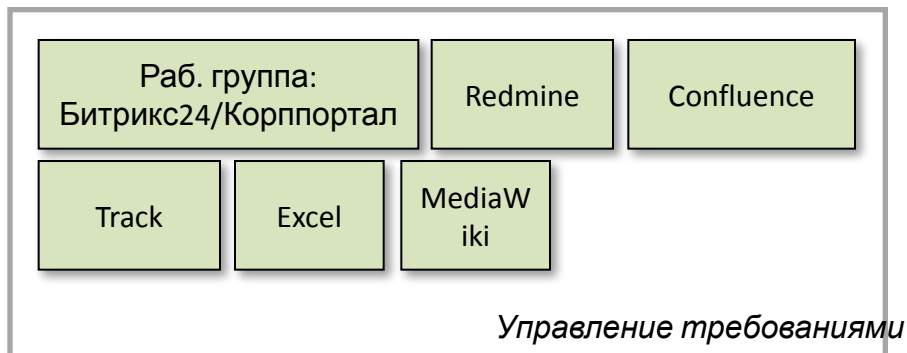 Раб. группа:
Битрикс24/Корппортал
Redmine
Confluence
Track
Excel
MediaW
iki
Управление требованиями